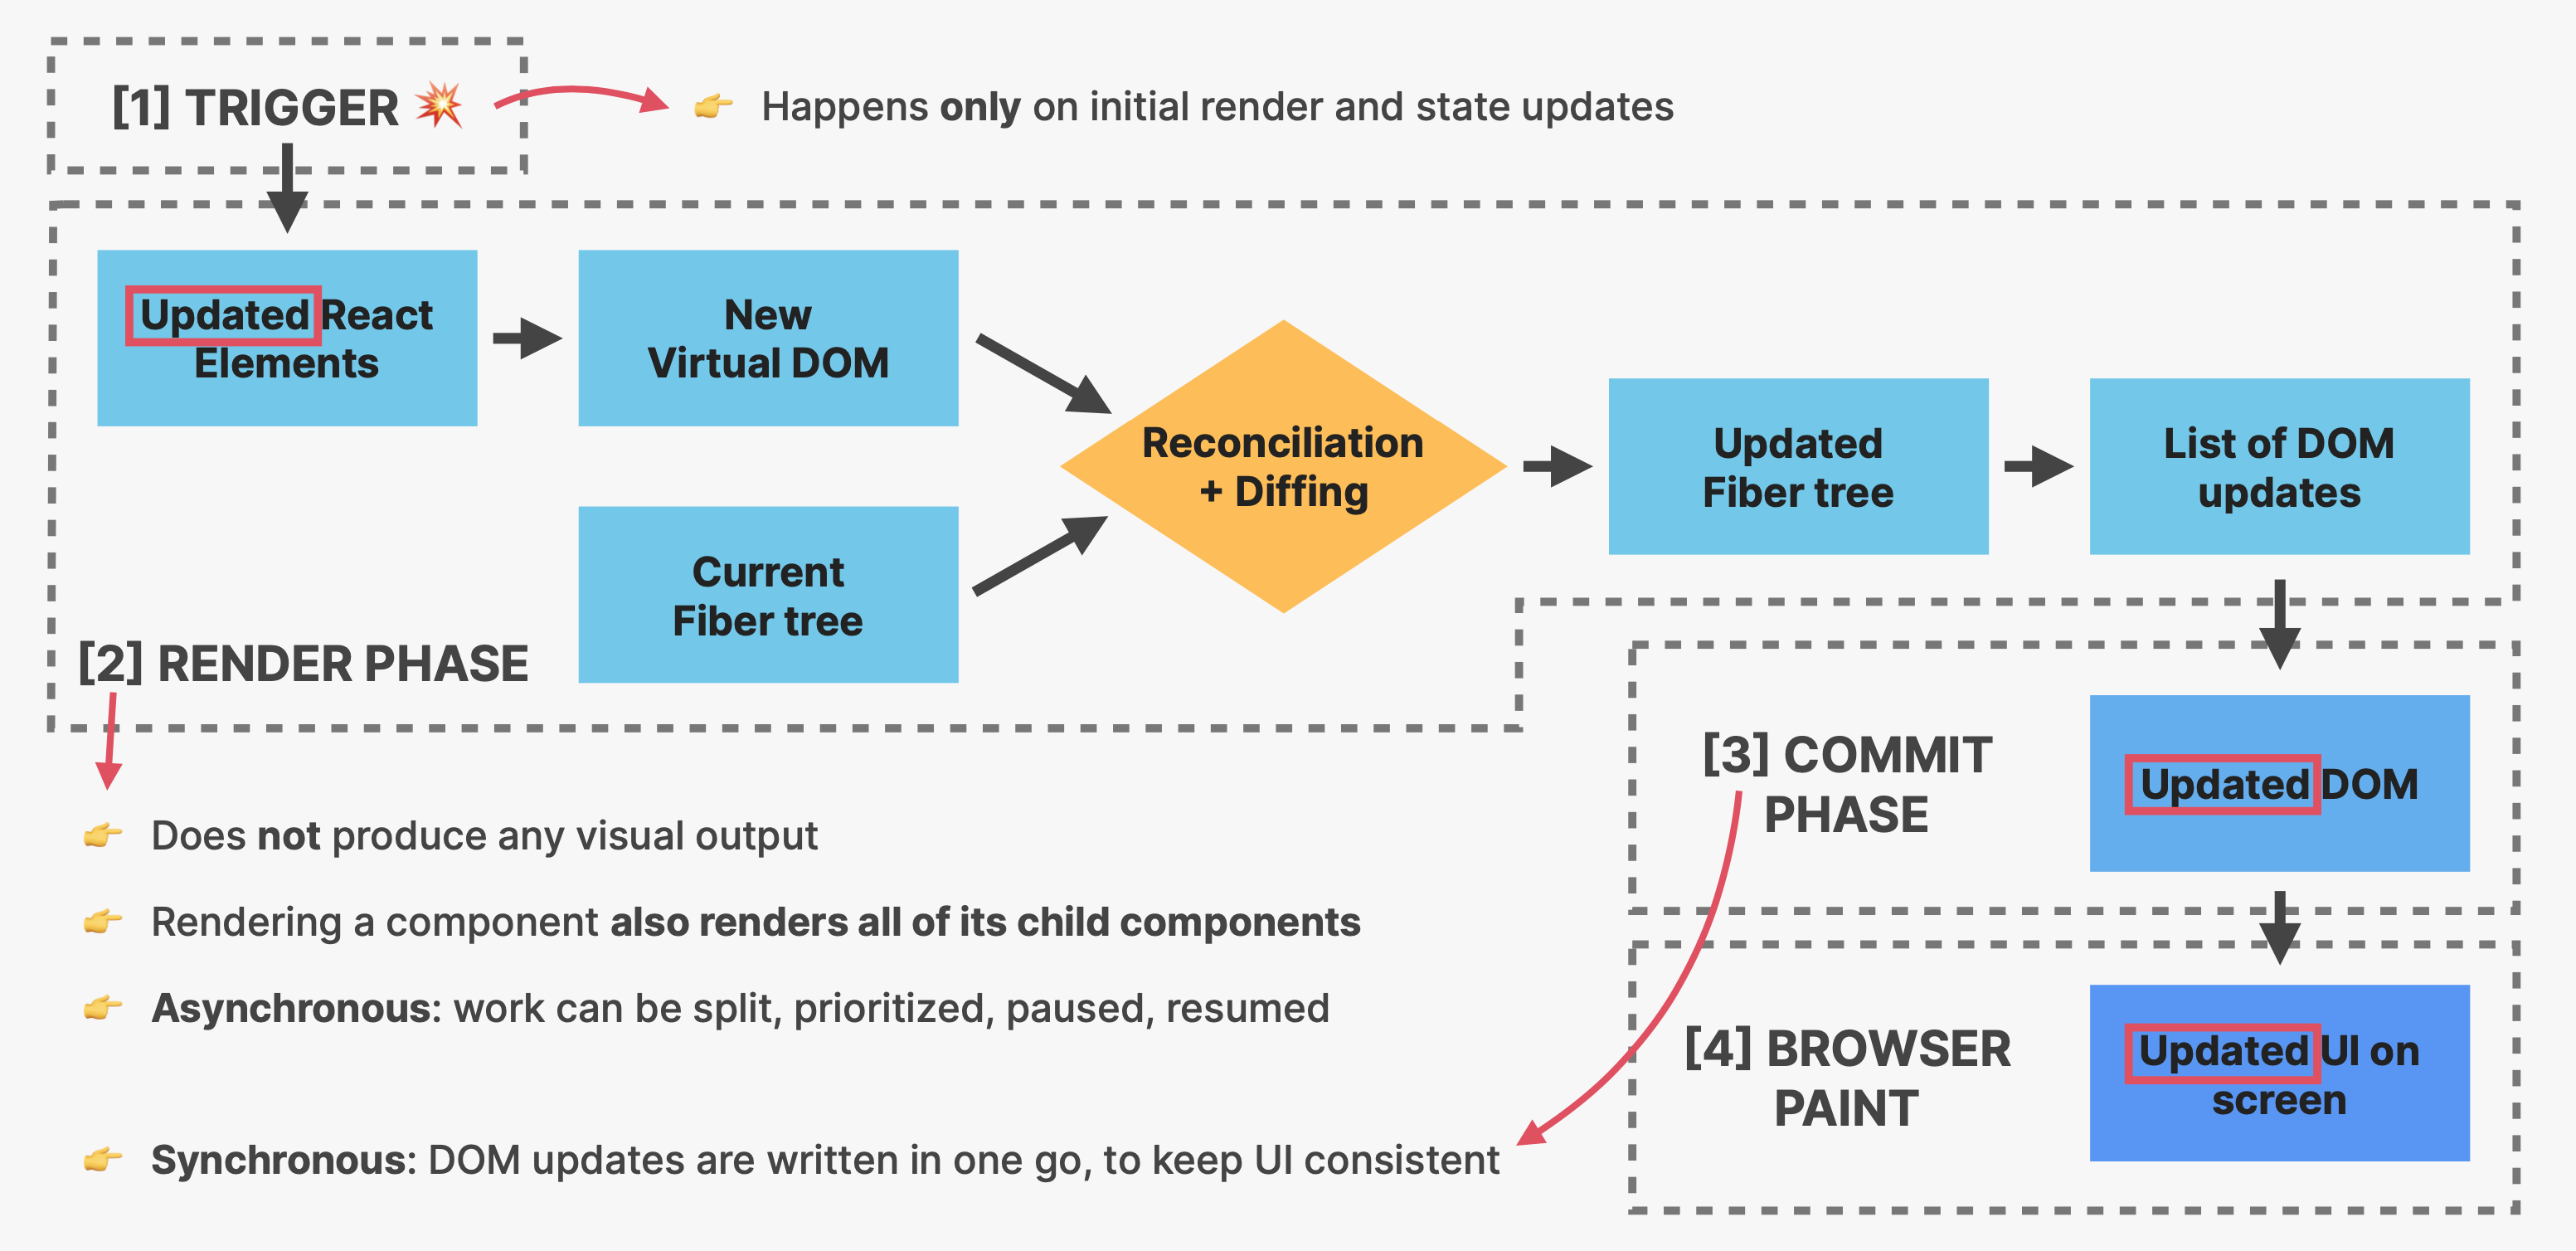 [1] TRIGGER 💥
👉 Happens only on initial render and state updates
Updated React
Elements
New
Virtual DOM
Current
Fiber tree
Reconciliation
+ Diffing
Updated
Fiber tree
List of DOM
updates
[2] RENDER PHASE
👉 Does not produce any visual output
👉 Rendering a component also renders all of its child components
👉 Asynchronous: work can be split, prioritized, paused, resumed
[3] COMMIT
PHASE
Updated DOM
👉 Synchronous: DOM updates are written in one go, to keep UI consistent
[4] BROWSER
PAINT
Updated UI on
screen